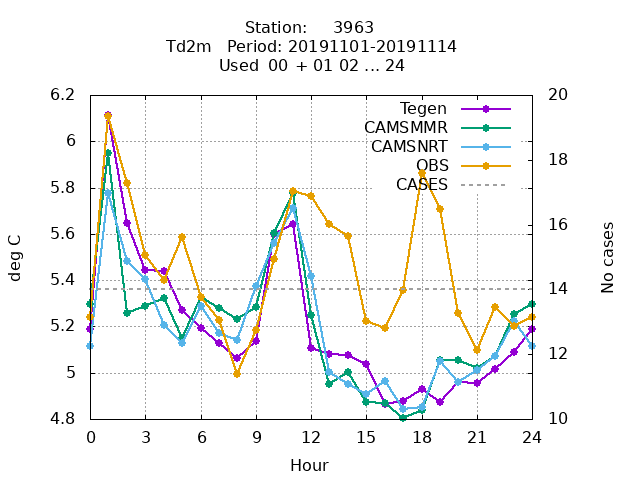 Station: 3963
Td2m Period: 20191101-20191114
Used 00 + 01 02 ... 24
6.2
6
5.8
5.6
5.4
5.2
5
4.8
deg C
20
18
16
14
12
10
No cases
Tegen
CAMSMMR
CAMSNRT
OBS
CASES
0 3 6 9 12 15 18 21 24
Hour